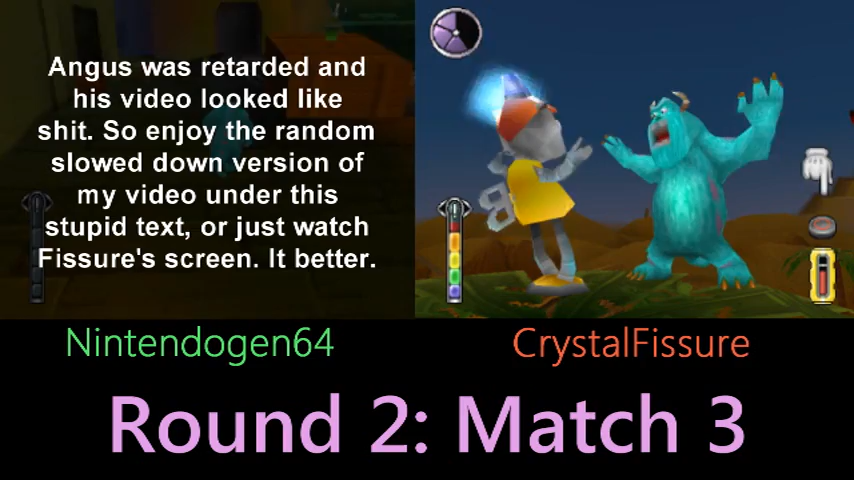 Angus was retarded and
his video looked like
shit. So enjoy the random
slowed down version of
my video under this
stupid text, or just watch
Fissure's screen. It better.
Nintendogen64
CrystalFissure
Round 2: Match 3